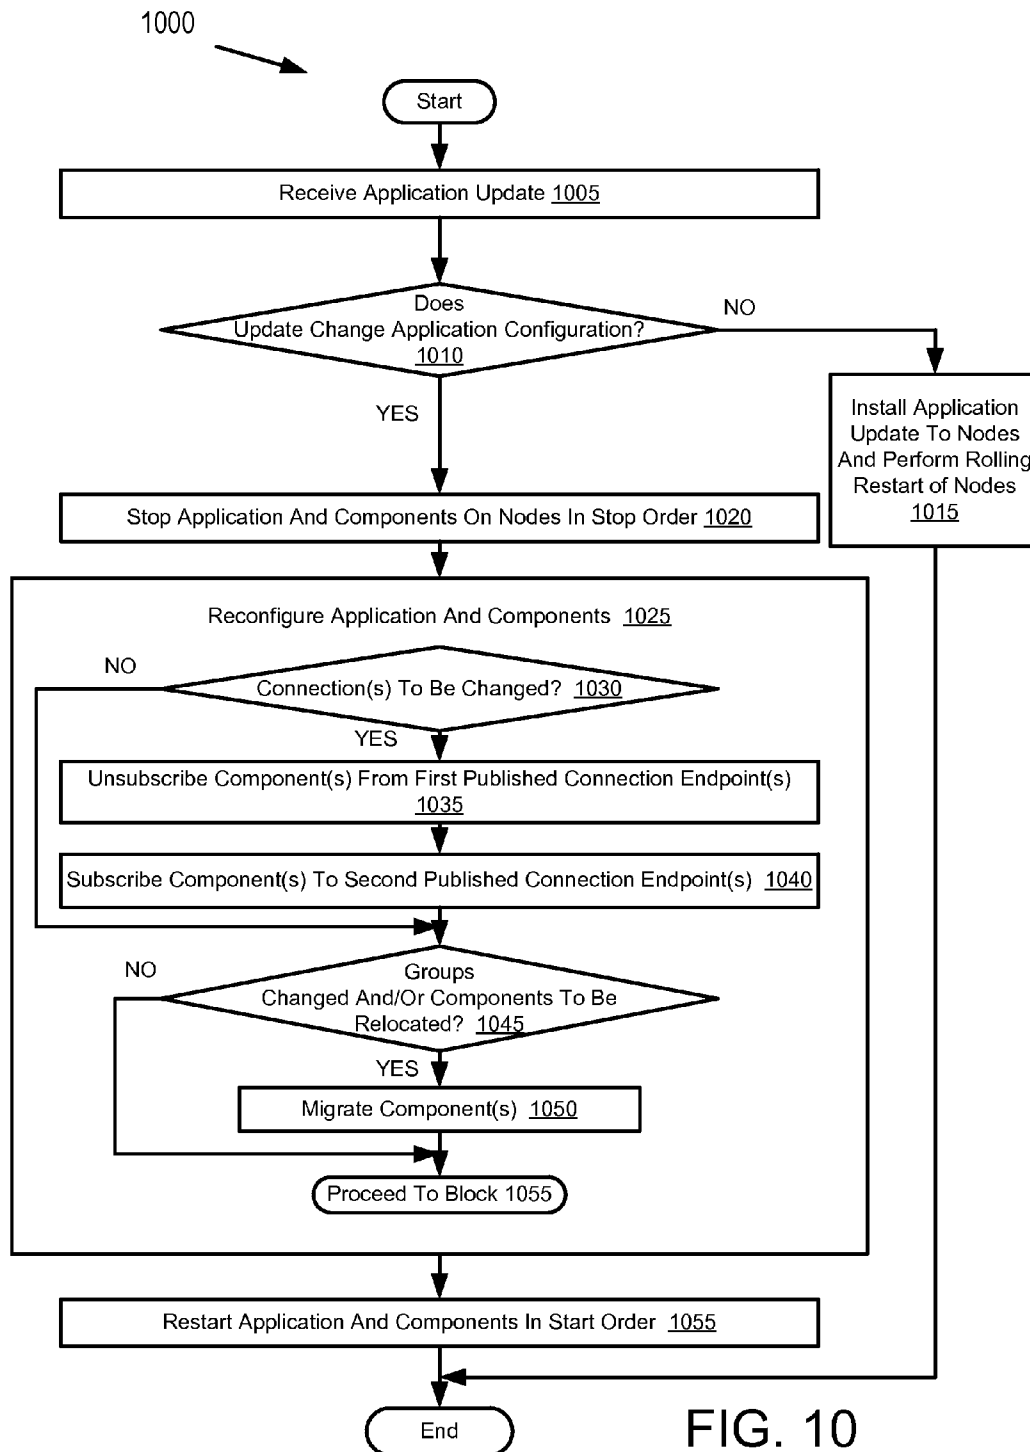 1000
Start
Receive Application Update 1005
Does
Update Change Application Configuration?
1010
NO
YES
Install Application
Update To Nodes
And Perform Rolling
Restart of Nodes
1015
Stop Application And Components On Nodes In Stop Order 1020
Reconfigure Application And Components 1025
NO
Connection(s) To Be Changed? 1030
YES
Unsubscribe Component(s) From First Published Connection Endpoint(s)
1035
Subscribe Component(s) To Second Published Connection Endpoint(s) 1040
NO
Groups
Changed And/Or Components To Be
Relocated? 1045
YES
Migrate Component(s) 1050
Proceed To Block 1055
Restart Application And Components In Start Order 1055
End
FIG. 10